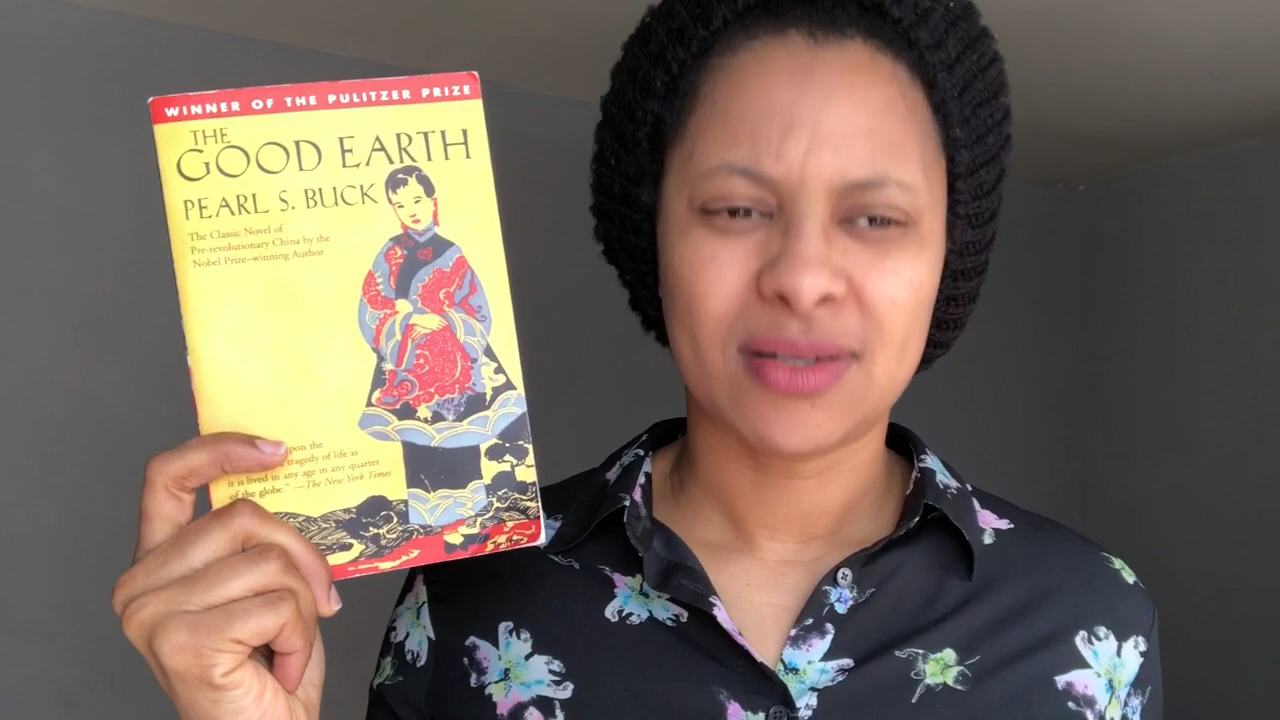 WINNER OF THE PULITZER PRIZE
THE
GOOD EARTH
PEARL S. BUCK
The Classic Novel of
Pre-revolutionary China by the
Nobel Prize–winning Author
upon the
tragedy of life as
it is lived in any age in any quarter
of the globe." —The New York Times